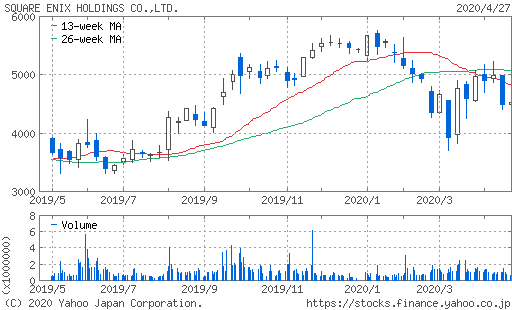 SQUARE ENIX HOLDINGS CO.,LTD. 2020/4/27
6000
13-week MA
26-week MA
5000
4000
3000
2019/5 2019/7 2019/9 2019/11 2020/1 2020/3
8
Volume
6
4
2
0
(x1000000)
2019/5 2019/7 2019/9 2019/11 2020/1 2020/3
(C) 2020 Yahoo Japan Corporation. https://stocks.finance.yahoo.co.jp/